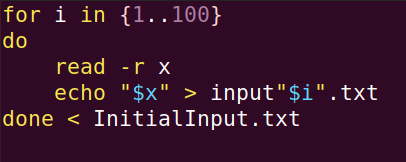 for i in {1..100}
do
    read -r x
    echo "$x" > input"$i".txt
done < InitialInput.txt